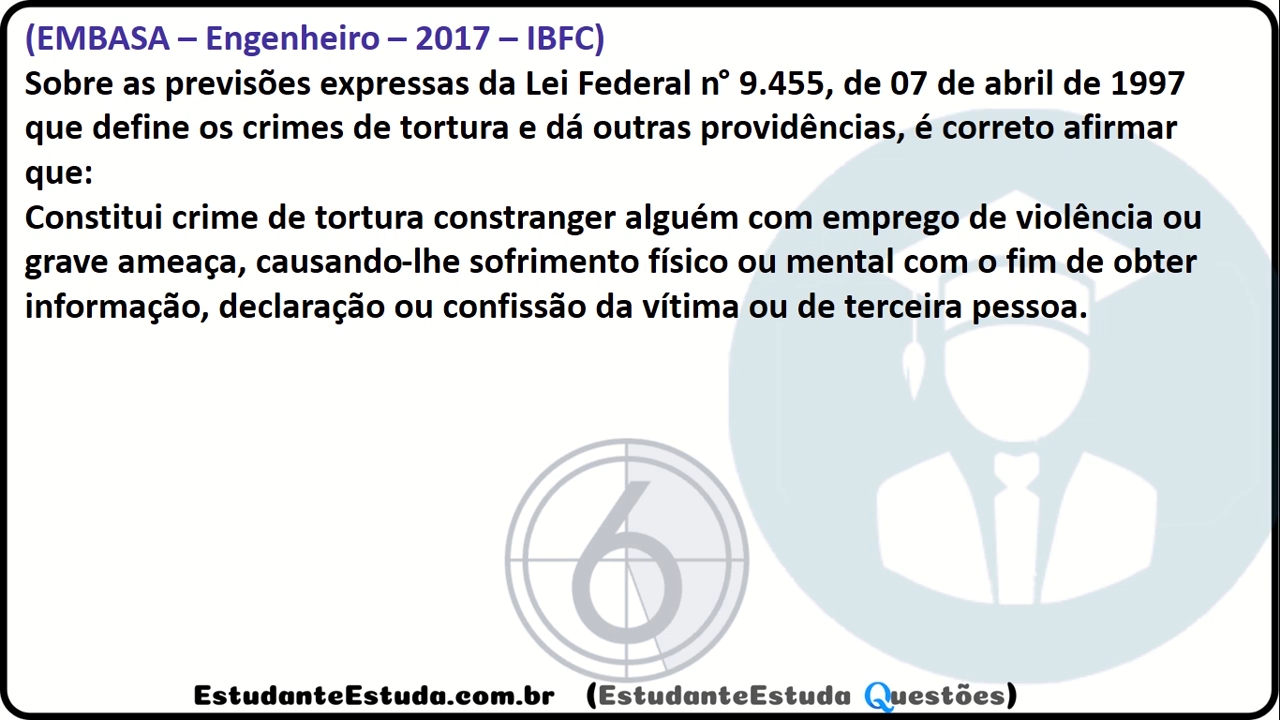 (EMBASA – Engenheiro – 2017 – IBFC)
Sobre as previsões expressas da Lei Federal n° 9.455, de 07 de abril de 1997
que define os crimes de tortura e dá outras providências, é correto afirmar
que:
Constitui crime de tortura constranger alguém com emprego de violência ou
grave ameaça, causando-lhe sofrimento físico ou mental com o fim de obter
informação, declaração ou confissão da vítima ou de terceira pessoa.
6
EstudanteEstuda.com.br (EstudanteEstuda Questões)